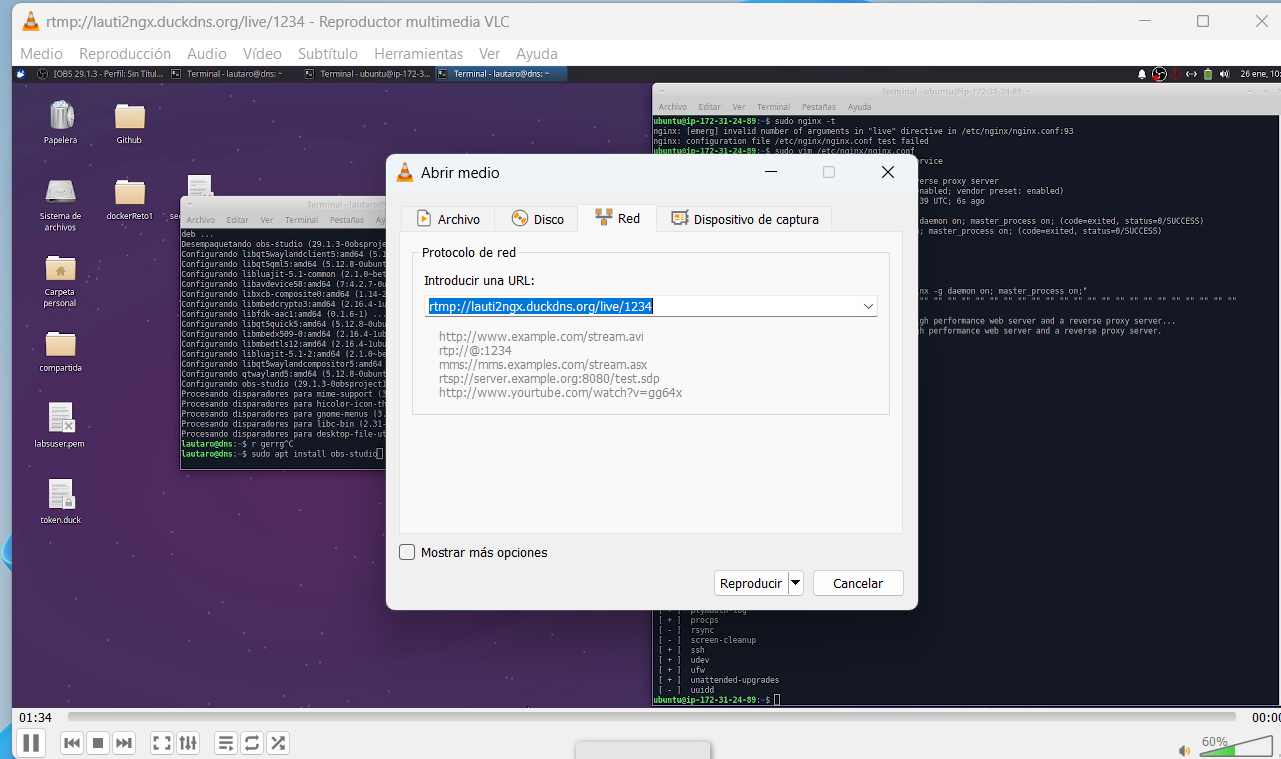 rtmp://lauti2ngx.duckdns.org/live/1234 - Reproductor multimedia VLC
Medio Reproducción Audio Vídeo Subtítulo Herramientas Ver Ayuda
[OBS 29.1.3 - Perfil: Sin Títul... Terminal - lautaro@dns: ~ Terminal - ubuntu@ip-172-3... Terminal - lautaro@dns: ~ 26 ene, 10:
Papelera
Github
Sistema de archivos
dockerReto1
Carpeta personal
compartida
labsuser.pem
token.duck
Terminal - lautaro@
Archivo Editar Ver Terminal Pestañas Ay
deb ...
Desempaquetando obs-studio (29.1.3-0obsproject
Configurando libqt5waylandclient5:amd64 (5.1
Configurando libqt5qml5:amd64 (5.12.8-0ubunt
Configurando libluajit-5.1-common (2.1.0~bet
Configurando libavdevice58:amd64 (7:4.2.7-0u
Configurando libxcb-composite0:amd64 (1.14-2
Configurando libmbedcrypto3:amd64 (2.16.4-1u
Configurando libfdk-aac1:amd64 (0.1.6-1) ...
Configurando libqt5quick5:amd64 (5.12.8-0ubu
Configurando libmbedx509-0:amd64 (2.16.4-1ub
Configurando libmbedtls12:amd64 (2.16.4-1ubu
Configurando libluajit-5.1-2:amd64 (2.1.0~be
Configurando libqt5waylandcompositor5:amd64
Configurando qtwayland5:amd64 (5.12.8-0ubunt
Configurando obs-studio (29.1.3-0obsproject1
Procesando disparadores para mime-support (3
Procesando disparadores para hicolor-icon-th
Procesando disparadores para gnome-menus (3.
Procesando disparadores para libc-bin (2.31-
Procesando disparadores para desktop-file-ut
lautaro@dns:~$ r gerrg^C
lautaro@dns:~$ sudo apt install obs-studio
Terminal - ubuntu@ip-172-31-24-89: ~
Archivo Editar Ver Terminal Pestañas Ayuda
ubuntu@ip-172-31-24-89:~$ sudo nginx -t
nginx: [emerg] invalid number of arguments in "live" directive in /etc/nginx/nginx.conf:93
nginx: configuration file /etc/nginx/nginx.conf test failed
ubuntu@ip-172-31-24-89:~$ sudo vim /etc/nginx/nginx.conf
ervice
verse proxy server
enabled; vendor preset: enabled)
39 UTC; 6s ago
daemon on; master_process on; (code=exited, status=0/SUCCESS)
; master_process on; (code=exited, status=0/SUCCESS)
nx -g daemon on; master_process on;"
gh performance web server and a reverse proxy server...
h performance web server and a reverse proxy server.
[ + ] procps
[ - ] rsync
[ - ] screen-cleanup
[ + ] ssh
[ + ] udev
[ + ] ufw
[ + ] unattended-upgrades
[ - ] uuidd
ubuntu@ip-172-31-24-89:~$
Abrir medio
Archivo Disco Red Dispositivo de captura
Protocolo de red
Introducir una URL:
rtmp://lauti2ngx.duckdns.org/live/1234
http://www.example.com/stream.avi
rtp://@:1234
mms://mms.examples.com/stream.asx
rtsp://server.example.org:8080/test.sdp
http://www.yourtube.com/watch?v=gg64x
Mostrar más opciones
Reproducir Cancelar
01:34 00:00
60%